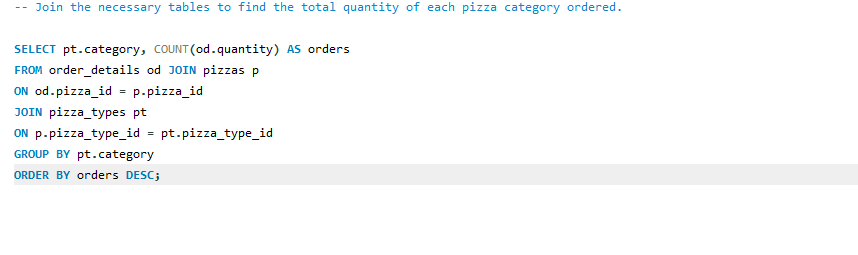 -- Join the necessary tables to find the total quantity of each pizza category ordered.
SELECT pt.category, COUNT(od.quantity) AS orders
FROM order_details od JOIN pizzas p
ON od.pizza_id = p.pizza_id
JOIN pizza_types pt
ON p.pizza_type_id = pt.pizza_type_id
GROUP BY pt.category
ORDER BY orders DESC;